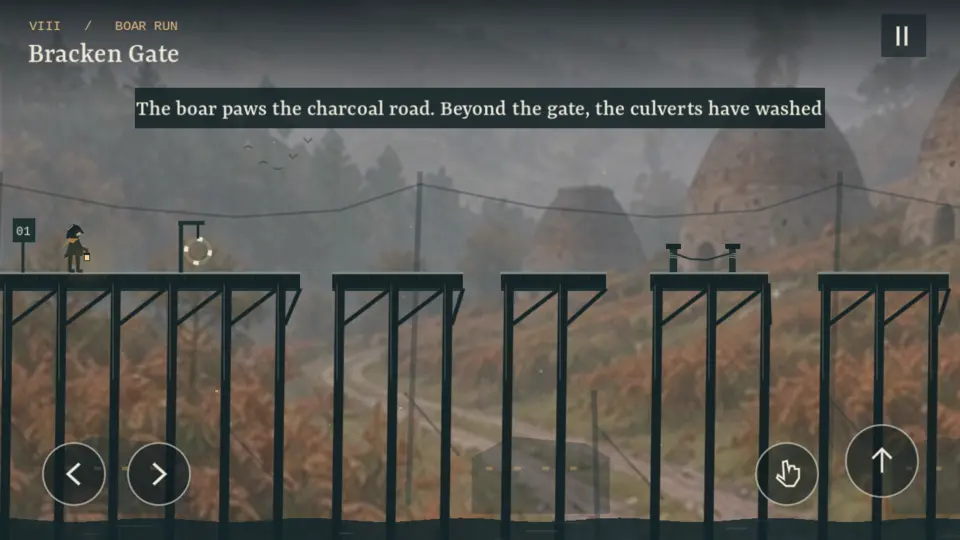 VIII / BOAR RUN
Bracken Gate
The boar paws the charcoal road. Beyond the gate, the culverts have washed
01